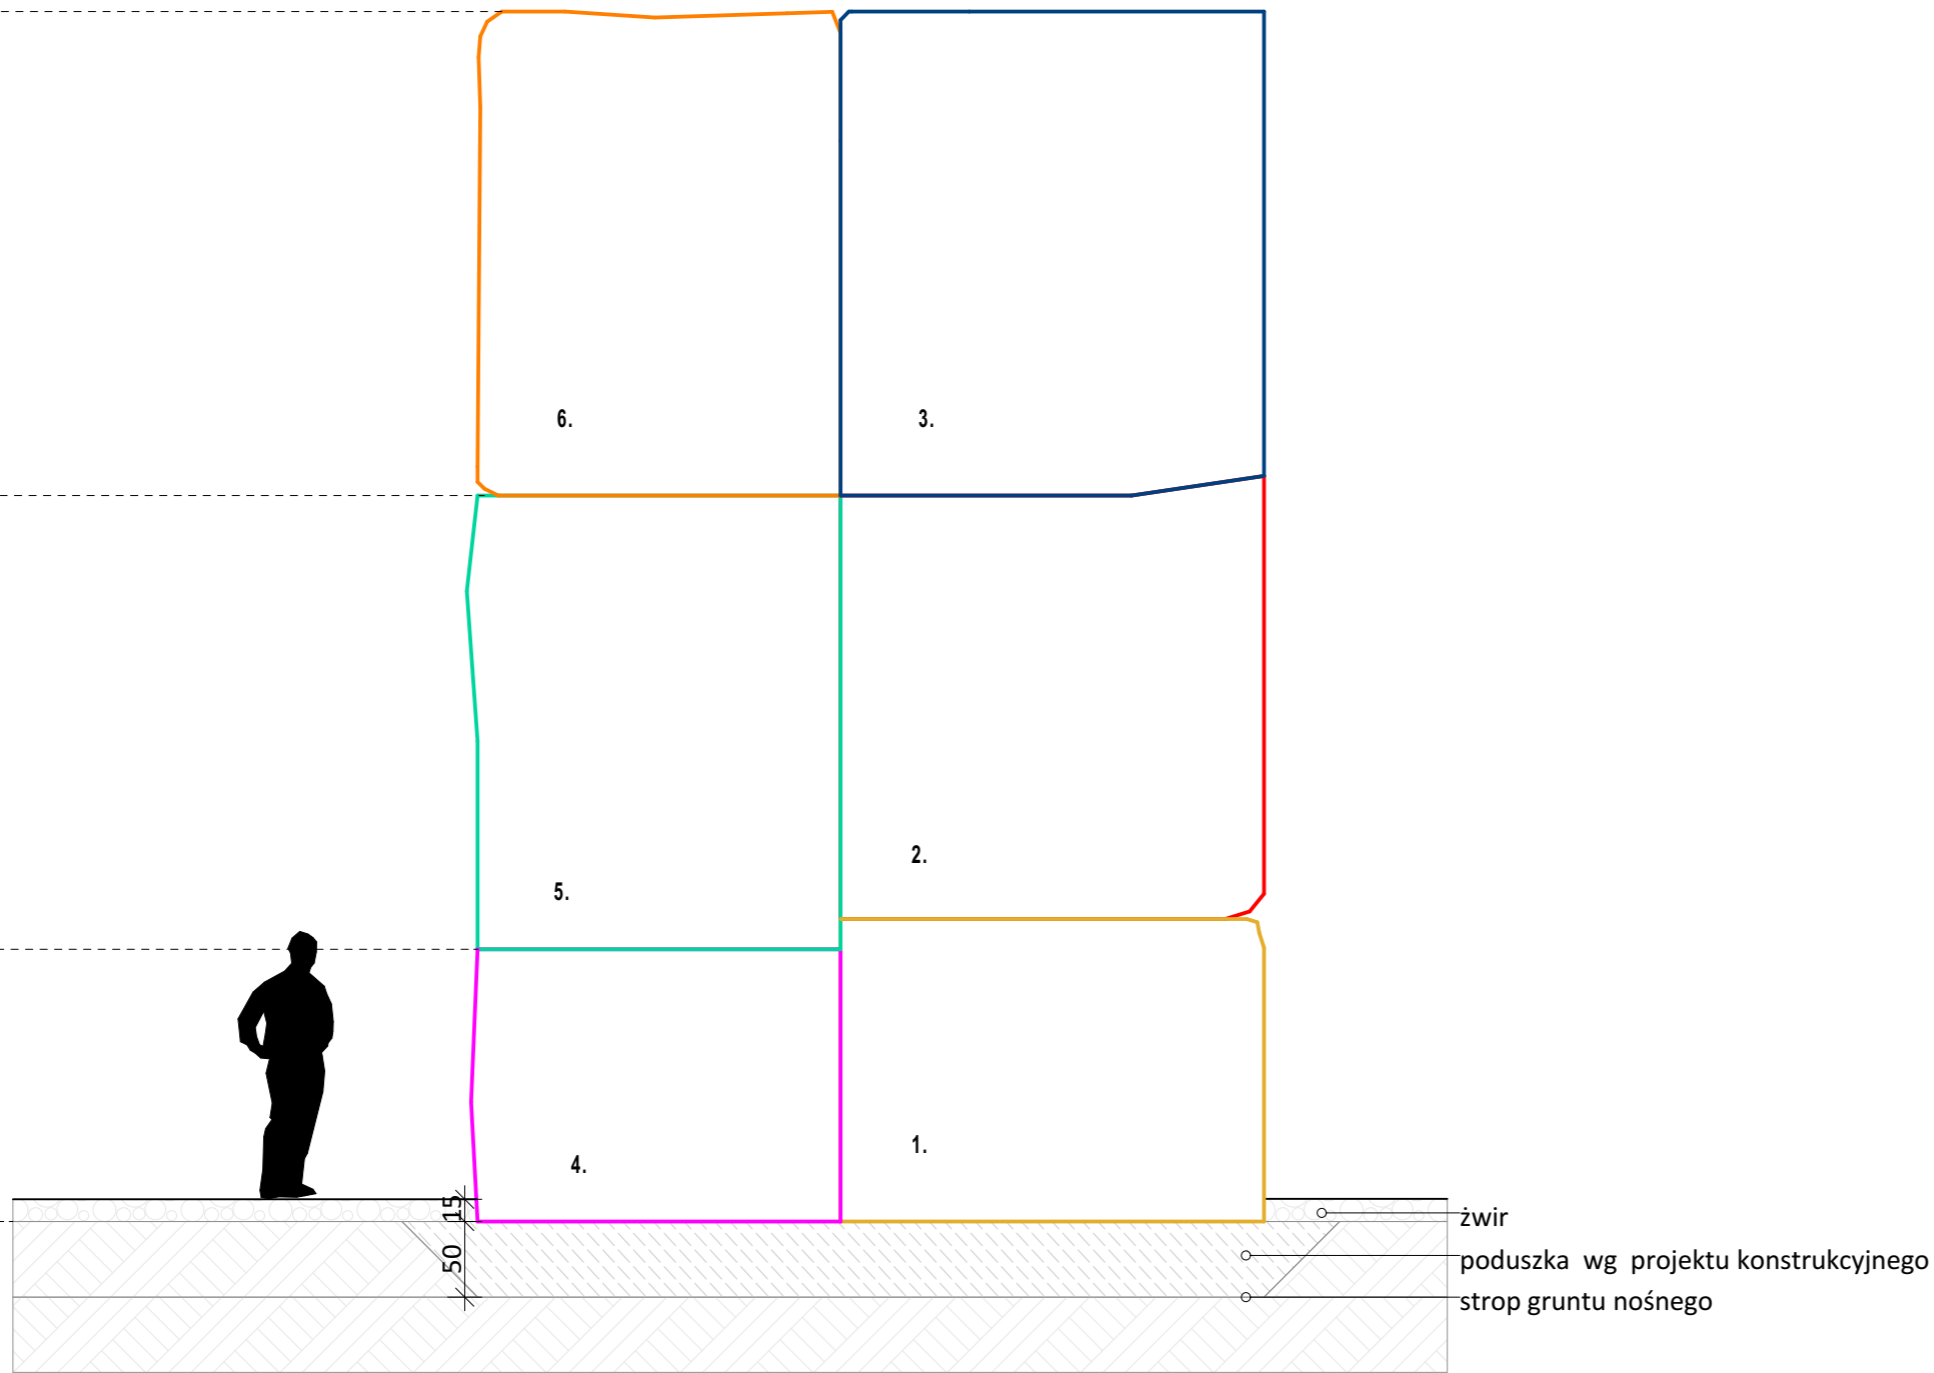 6.
3.
5.
2.
4.
1.
15
50
żwir
poduszka wg projektu konstrukcyjnego
strop gruntu nośnego